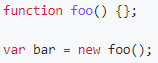 function foo() {};
var bar = new foo();